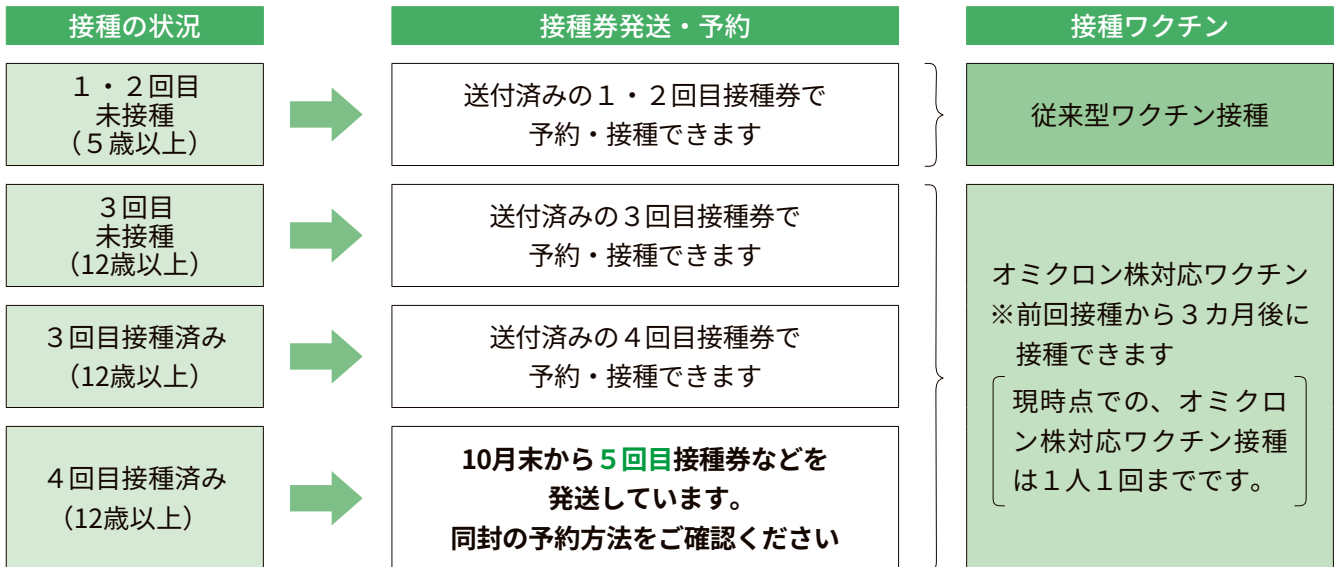 接種の状況
接種券発送・予約
接種ワクチン
１・２回目
未接種
（５歳以上）
送付済みの１・２回目接種券で
予約・接種できます
従来型ワクチン接種
３回目
未接種
（12歳以上）
送付済みの３回目接種券で
予約・接種できます
３回目接種済み
（12歳以上）
送付済みの４回目接種券で
予約・接種できます
４回目接種済み
（12歳以上）
10月末から５回目接種券などを
発送しています。
同封の予約方法をご確認ください
オミクロン株対応ワクチン
※前回接種から３カ月後に
接種できます
現時点での、オミクロ
ン株対応ワクチン接種
は１人１回までです。